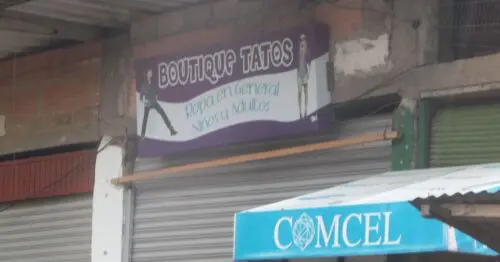 BOUTIQUE TATOS
Ropa en General
Niños y Adultos
COMCEL